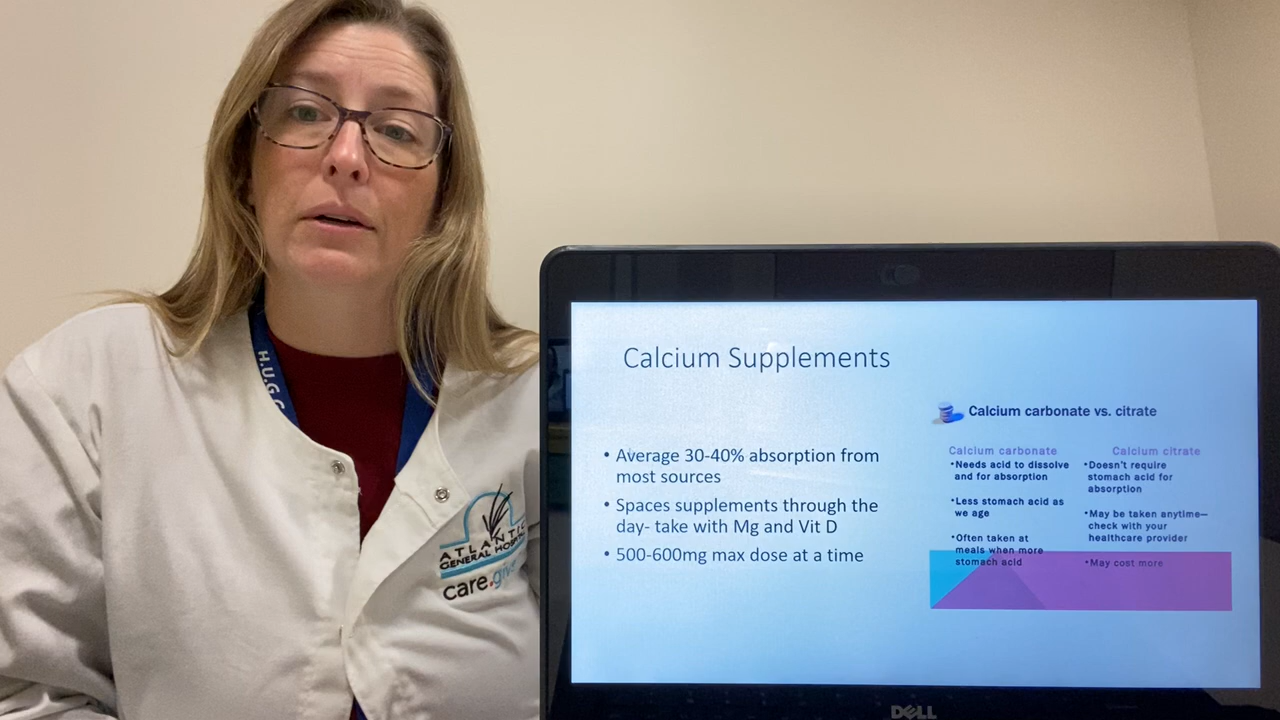 H.U.G.
ATLANTIC
GENERAL HOSPITAL
care.
Calcium Supplements
• Average 30-40% absorption from
most sources
• Spaces supplements through the
day- take with Mg and Vit D
• 500-600mg max dose at a time
Calcium carbonate vs. citrate
Calcium carbonate
•Needs acid to dissolve
and for absorption
•Less stomach acid as
we age
•Often taken at
meals when more
stomach acid
Calcium citrate
•Doesn't require
stomach acid for
absorption
•May be taken anytime—
check with your
healthcare provider
•May cost more
DELL